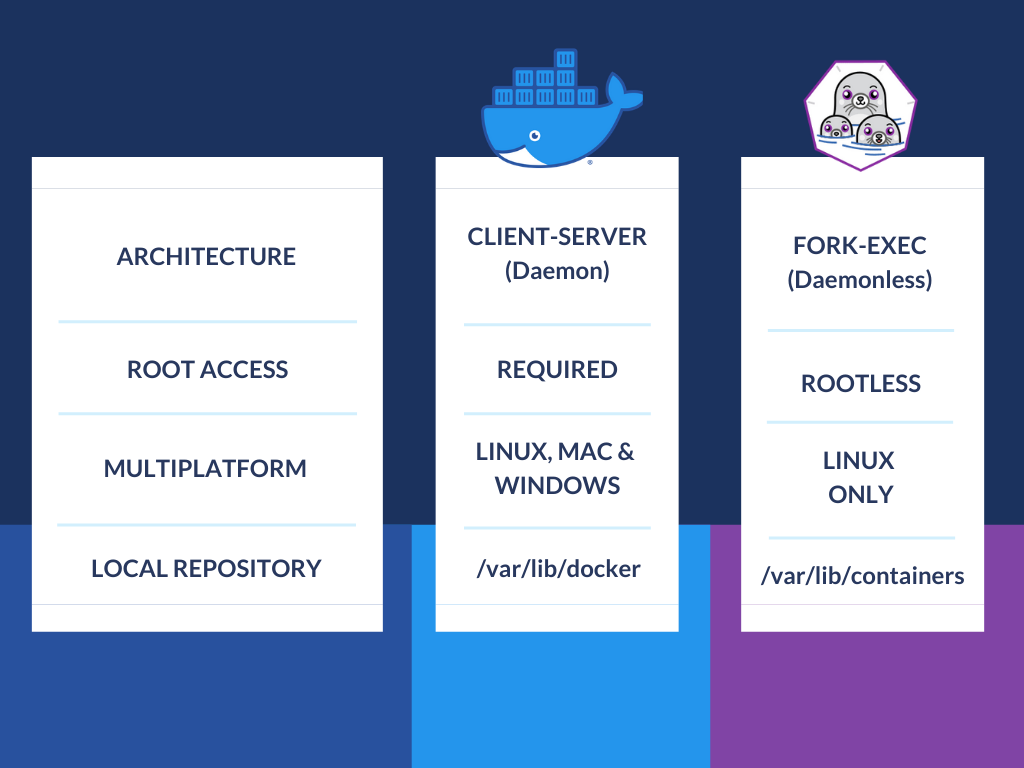 ARCHITECTURE
ROOT ACCESS
MULTIPLATFORM
LOCAL REPOSITORY
CLIENT-SERVER
(Daemon)
REQUIRED
LINUX, MAC &
WINDOWS
/var/lib/docker
FORK-EXEC
(Daemonless)
ROOTLESS
LINUX
ONLY
/var/lib/containers